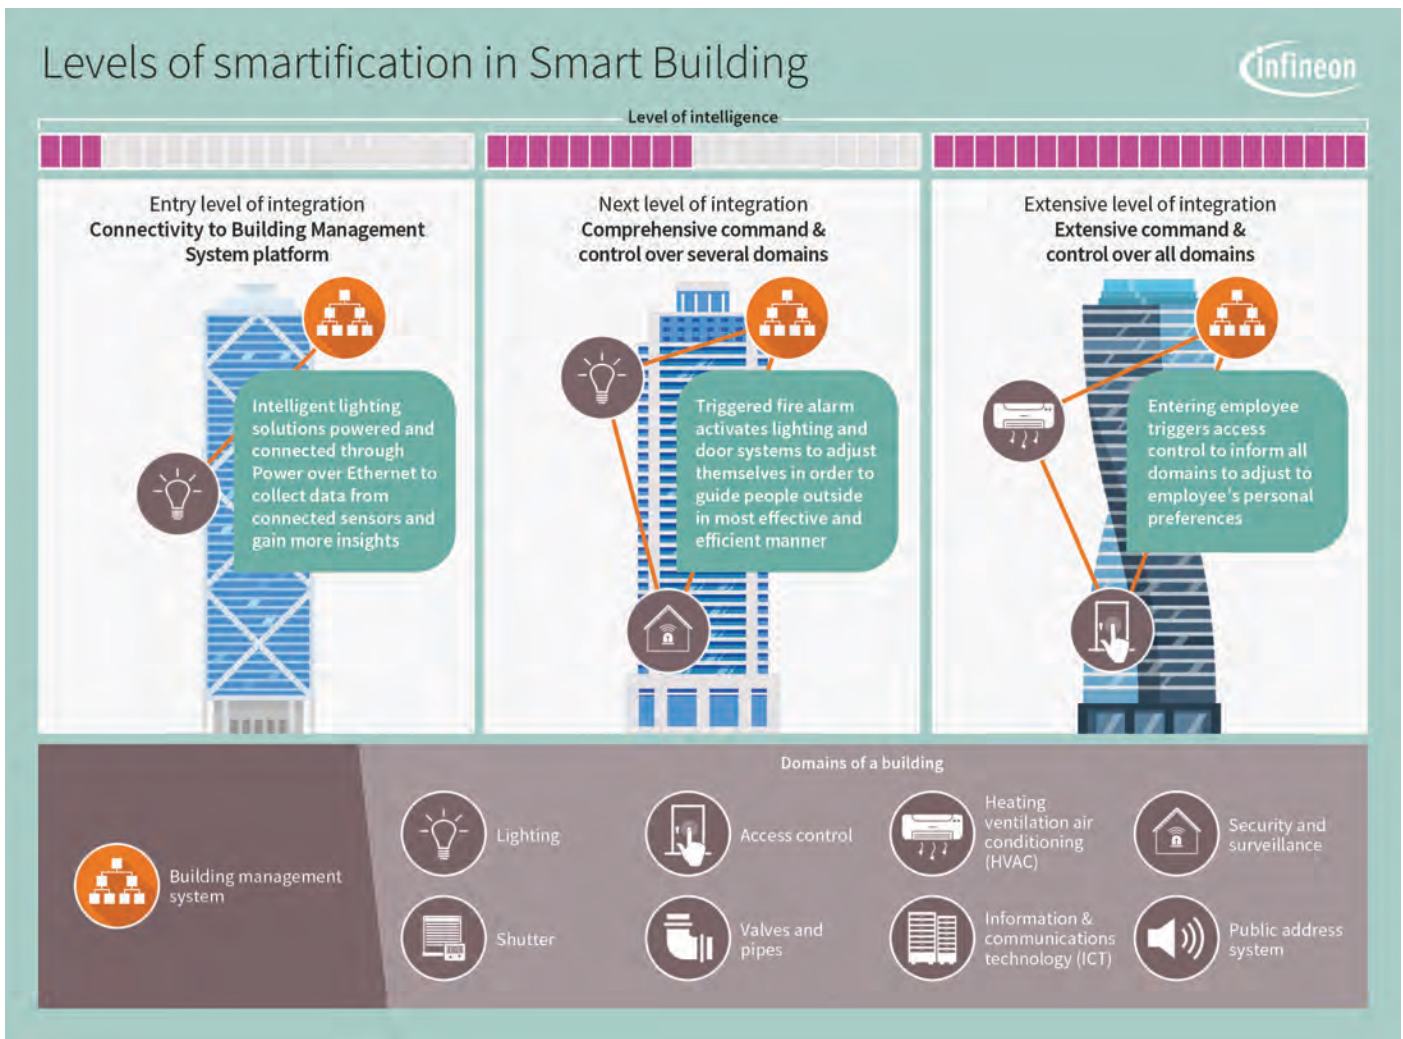 Levels of smartification in Smart Building
infineon
Level of intelligence
Entry level of integration
Connectivity to Building Management
System platform
Intelligent lighting
solutions powered and
connected through
Power over Ethernet to
collect data from
connected sensors and
gain more insights
Next level of integration
Comprehensive command &
control over several domains
Triggered fire alarm
activates lighting and
door systems to adjust
themselves in order to
guide people outside
in most effective and
efficient manner
Extensive level of integration
Extensive command &
control over all domains
Entering employee
triggers access
control to inform all
domains to adjust to
employee's personal
preferences
Building management
system
Domains of a building
Lighting
Access control
Heating
ventilation air
conditioning
(HVAC)
Security and
surveillance
Shutter
Valves and
pipes
Information &
communications
technology (ICT)
Public address
system